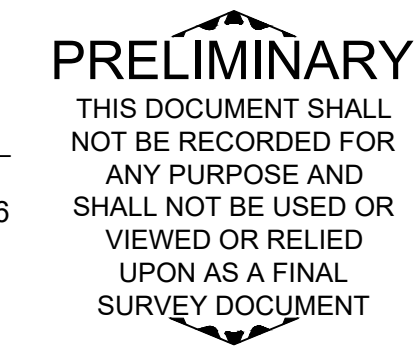 PRELIMINARY
THIS DOCUMENT SHALL
NOT BE RECORDED FOR
ANY PURPOSE AND
6
SHALL NOT BE USED OR
VIEWED OR RELIED
UPON AS A FINAL
SURVEY DOCUMENT